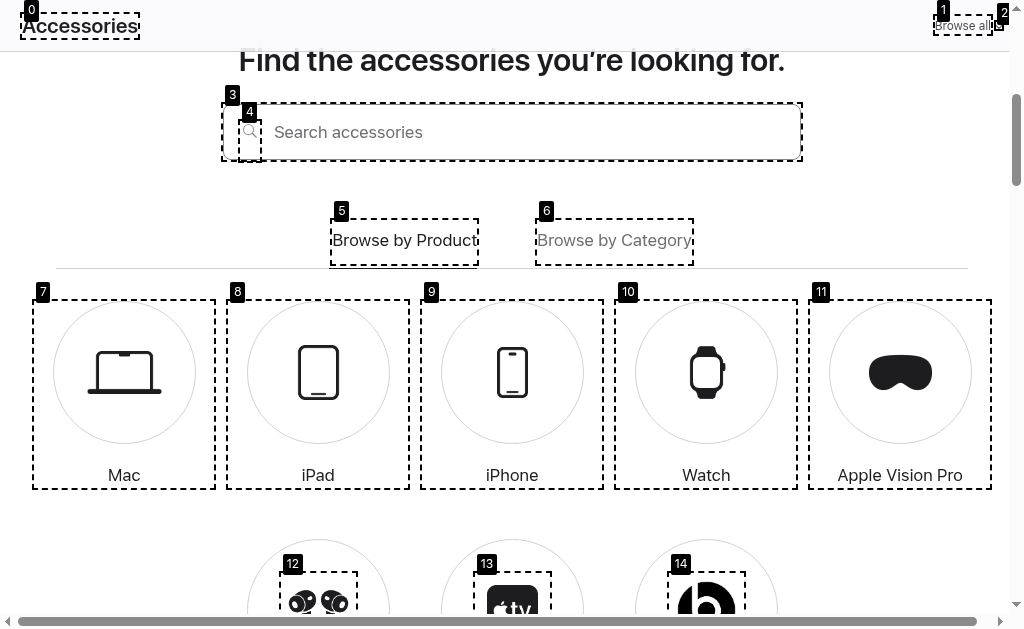 0
Accessories
1
Browse all
2
Find the accessories you're looking for.
3
4
Search accessories
5
Browse by Product
6
Browse by Category
7
8
9
10
11
Mac
iPad
iPhone
Watch
Apple Vision Pro
12
13
14
tv